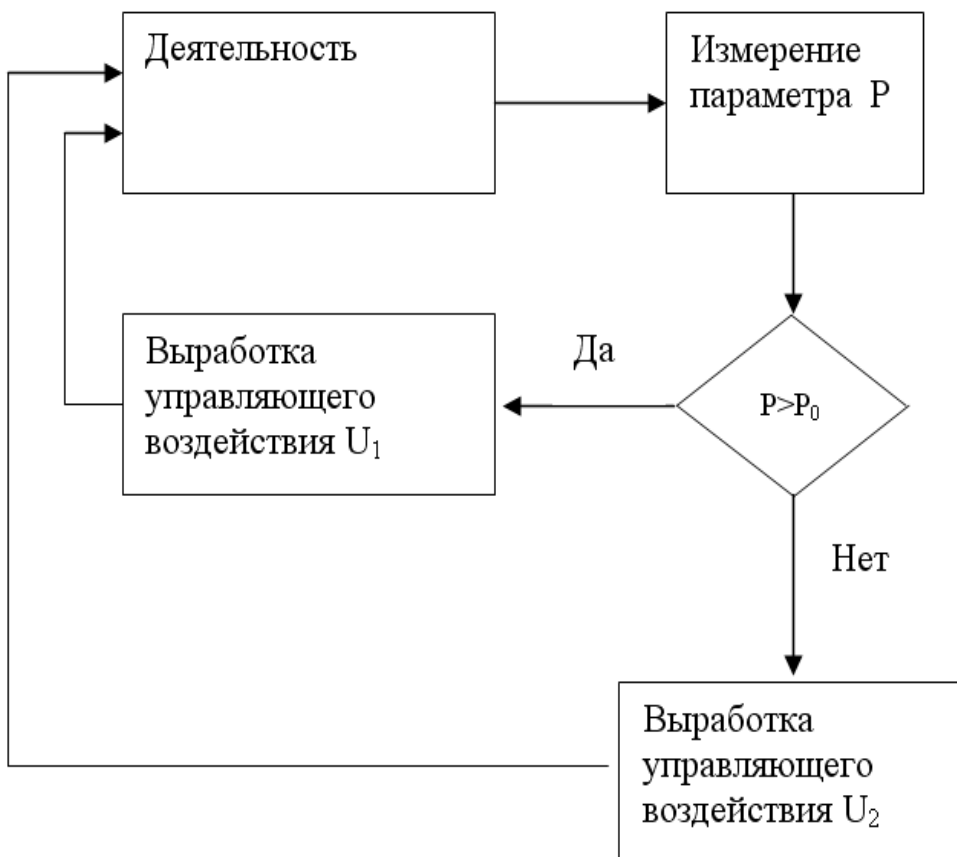 Деятельность
Измерение
параметра P
Выработка
управляющего
воздействия U₁
Да
P>P₀
Нет
Выработка
управляющего
воздействия U₂